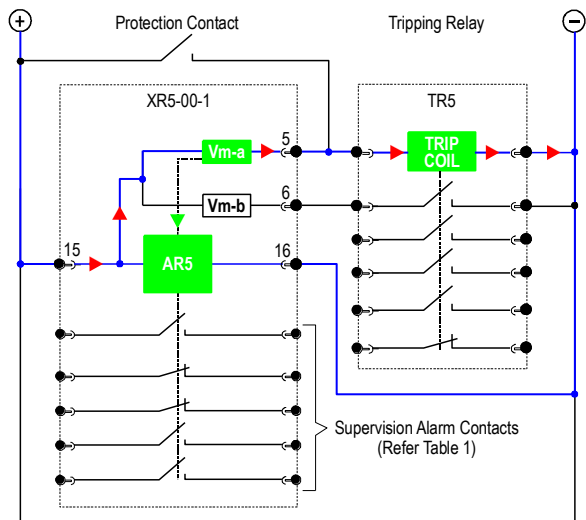 +
Protection Contact
Tripping Relay
−
XR5-00-1
TR5
Vm-a
5
TRIP
COIL
6
Vm-b
15
AR5
16
Supervision Alarm Contacts
(Refer Table 1)